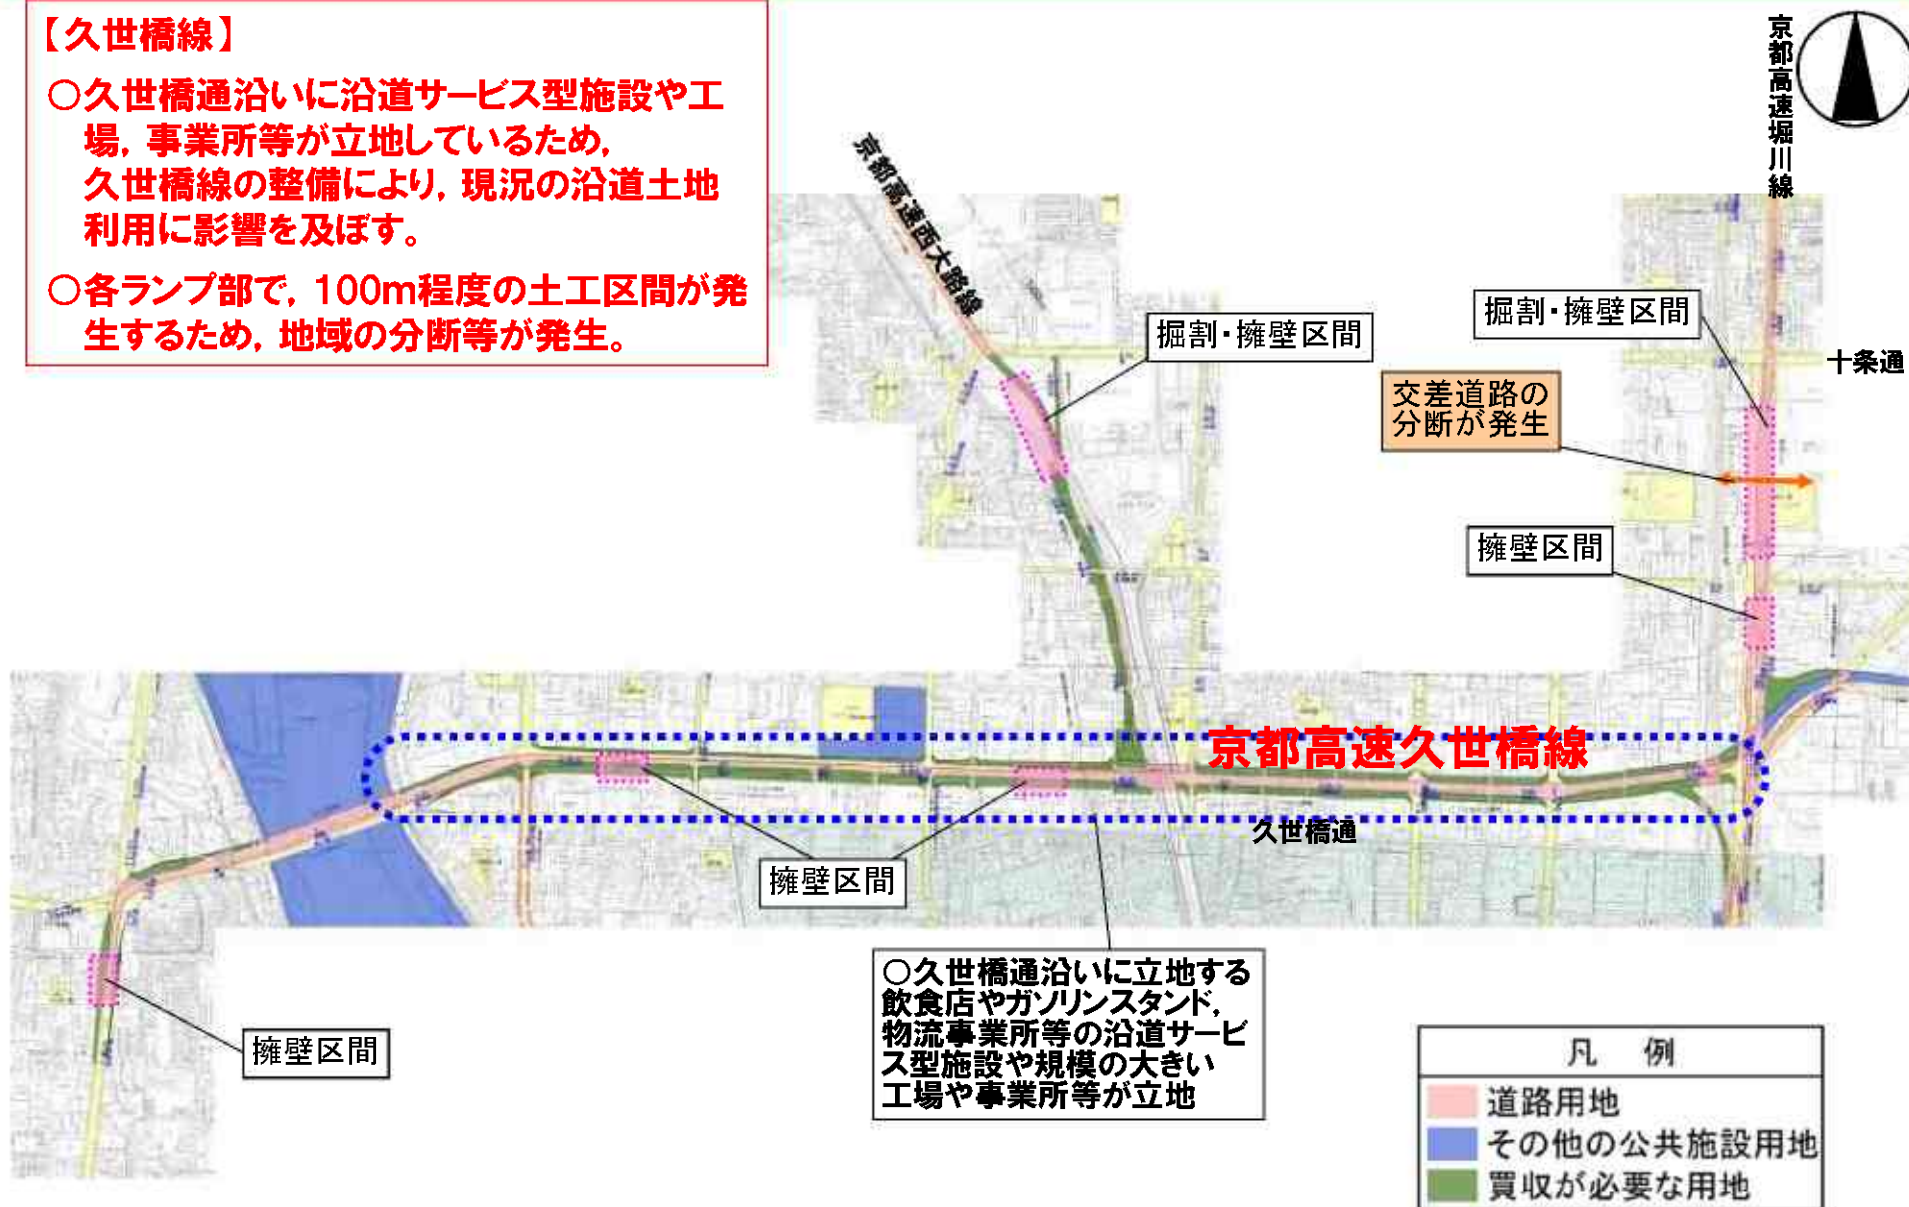 【久世橋線】
○久世橋通沿いに沿道サービス型施設や工
場，事業所等が立地しているため，
久世橋線の整備により，現況の沿道土地
利用に影響を及ぼす。
○各ランプ部で，100m程度の土工区間が発
生するため，地域の分断等が発生。
京都高速堀川線
京都高速西大路線
掘割・擁壁区間
掘割・擁壁区間
十条通
交差道路の
分断が発生
擁壁区間
京都高速久世橋線
久世橋通
擁壁区間
○久世橋通沿いに立地する
飲食店やガソリンスタンド，
物流事業所等の沿道サービ
ス型施設や規模の大きい
工場や事業所等が立地
擁壁区間
凡 例
道路用地
その他の公共施設用地
買収が必要な用地